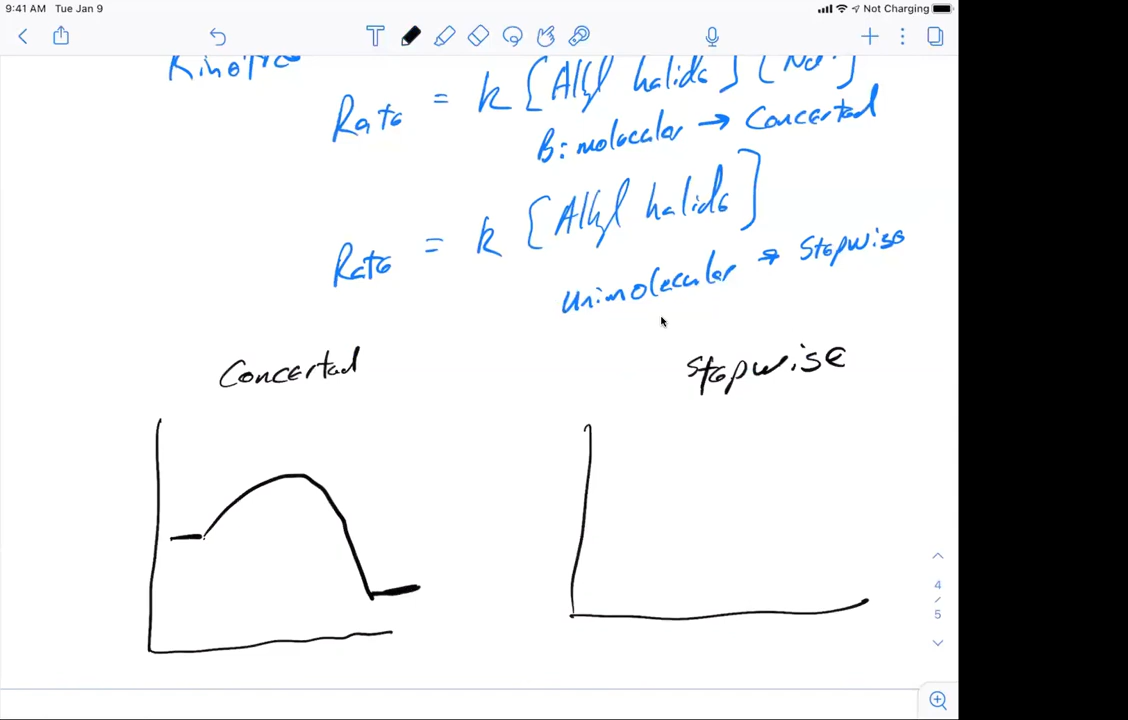 9:41 AM Tue Jan 9
Not Charging
Kinetic
Rate = k [Alkyl halide] [Nu:]
Bimolecular → Concerted
Rate = k [Alkyl halide]
Unimolecular → Stepwise
Concerted
Stepwise
4
/
5